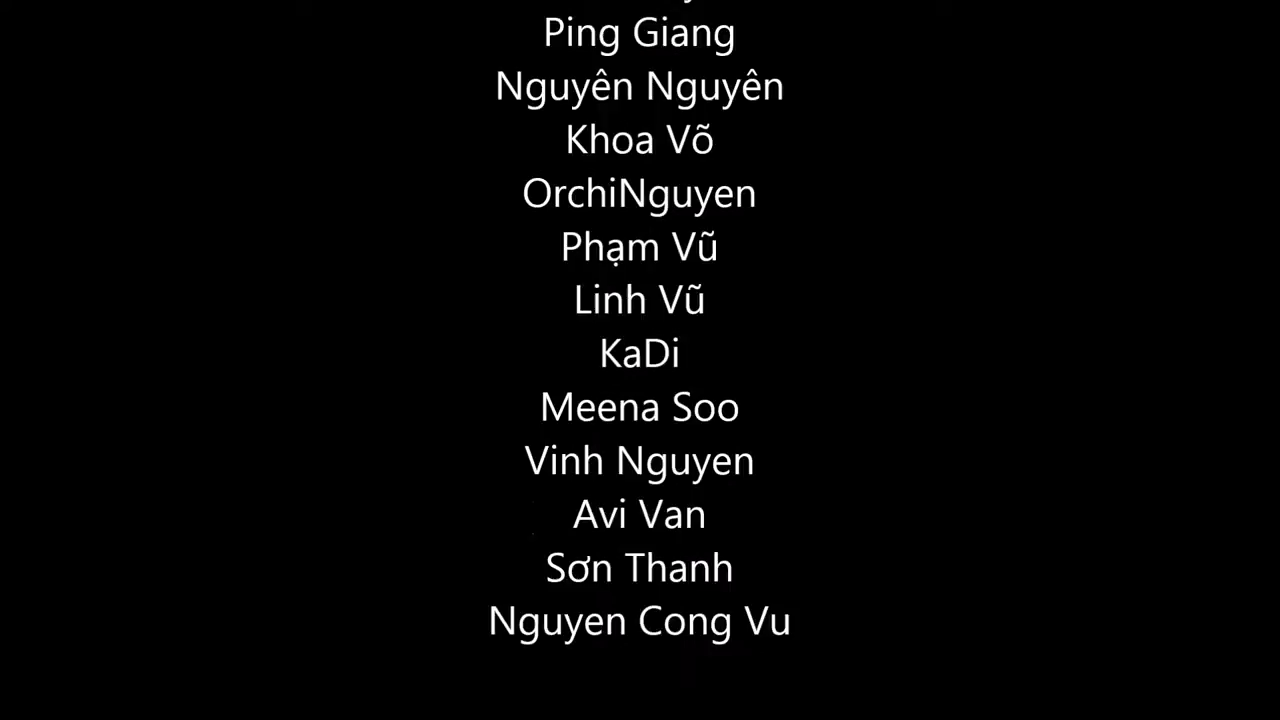 Ping Giang
Nguyên Nguyên
Khoa Võ
OrchiNguyen
Phạm Vũ
Linh Vũ
KaDi
Meena Soo
Vinh Nguyen
Avi Van
Sơn Thanh
Nguyen Cong Vu